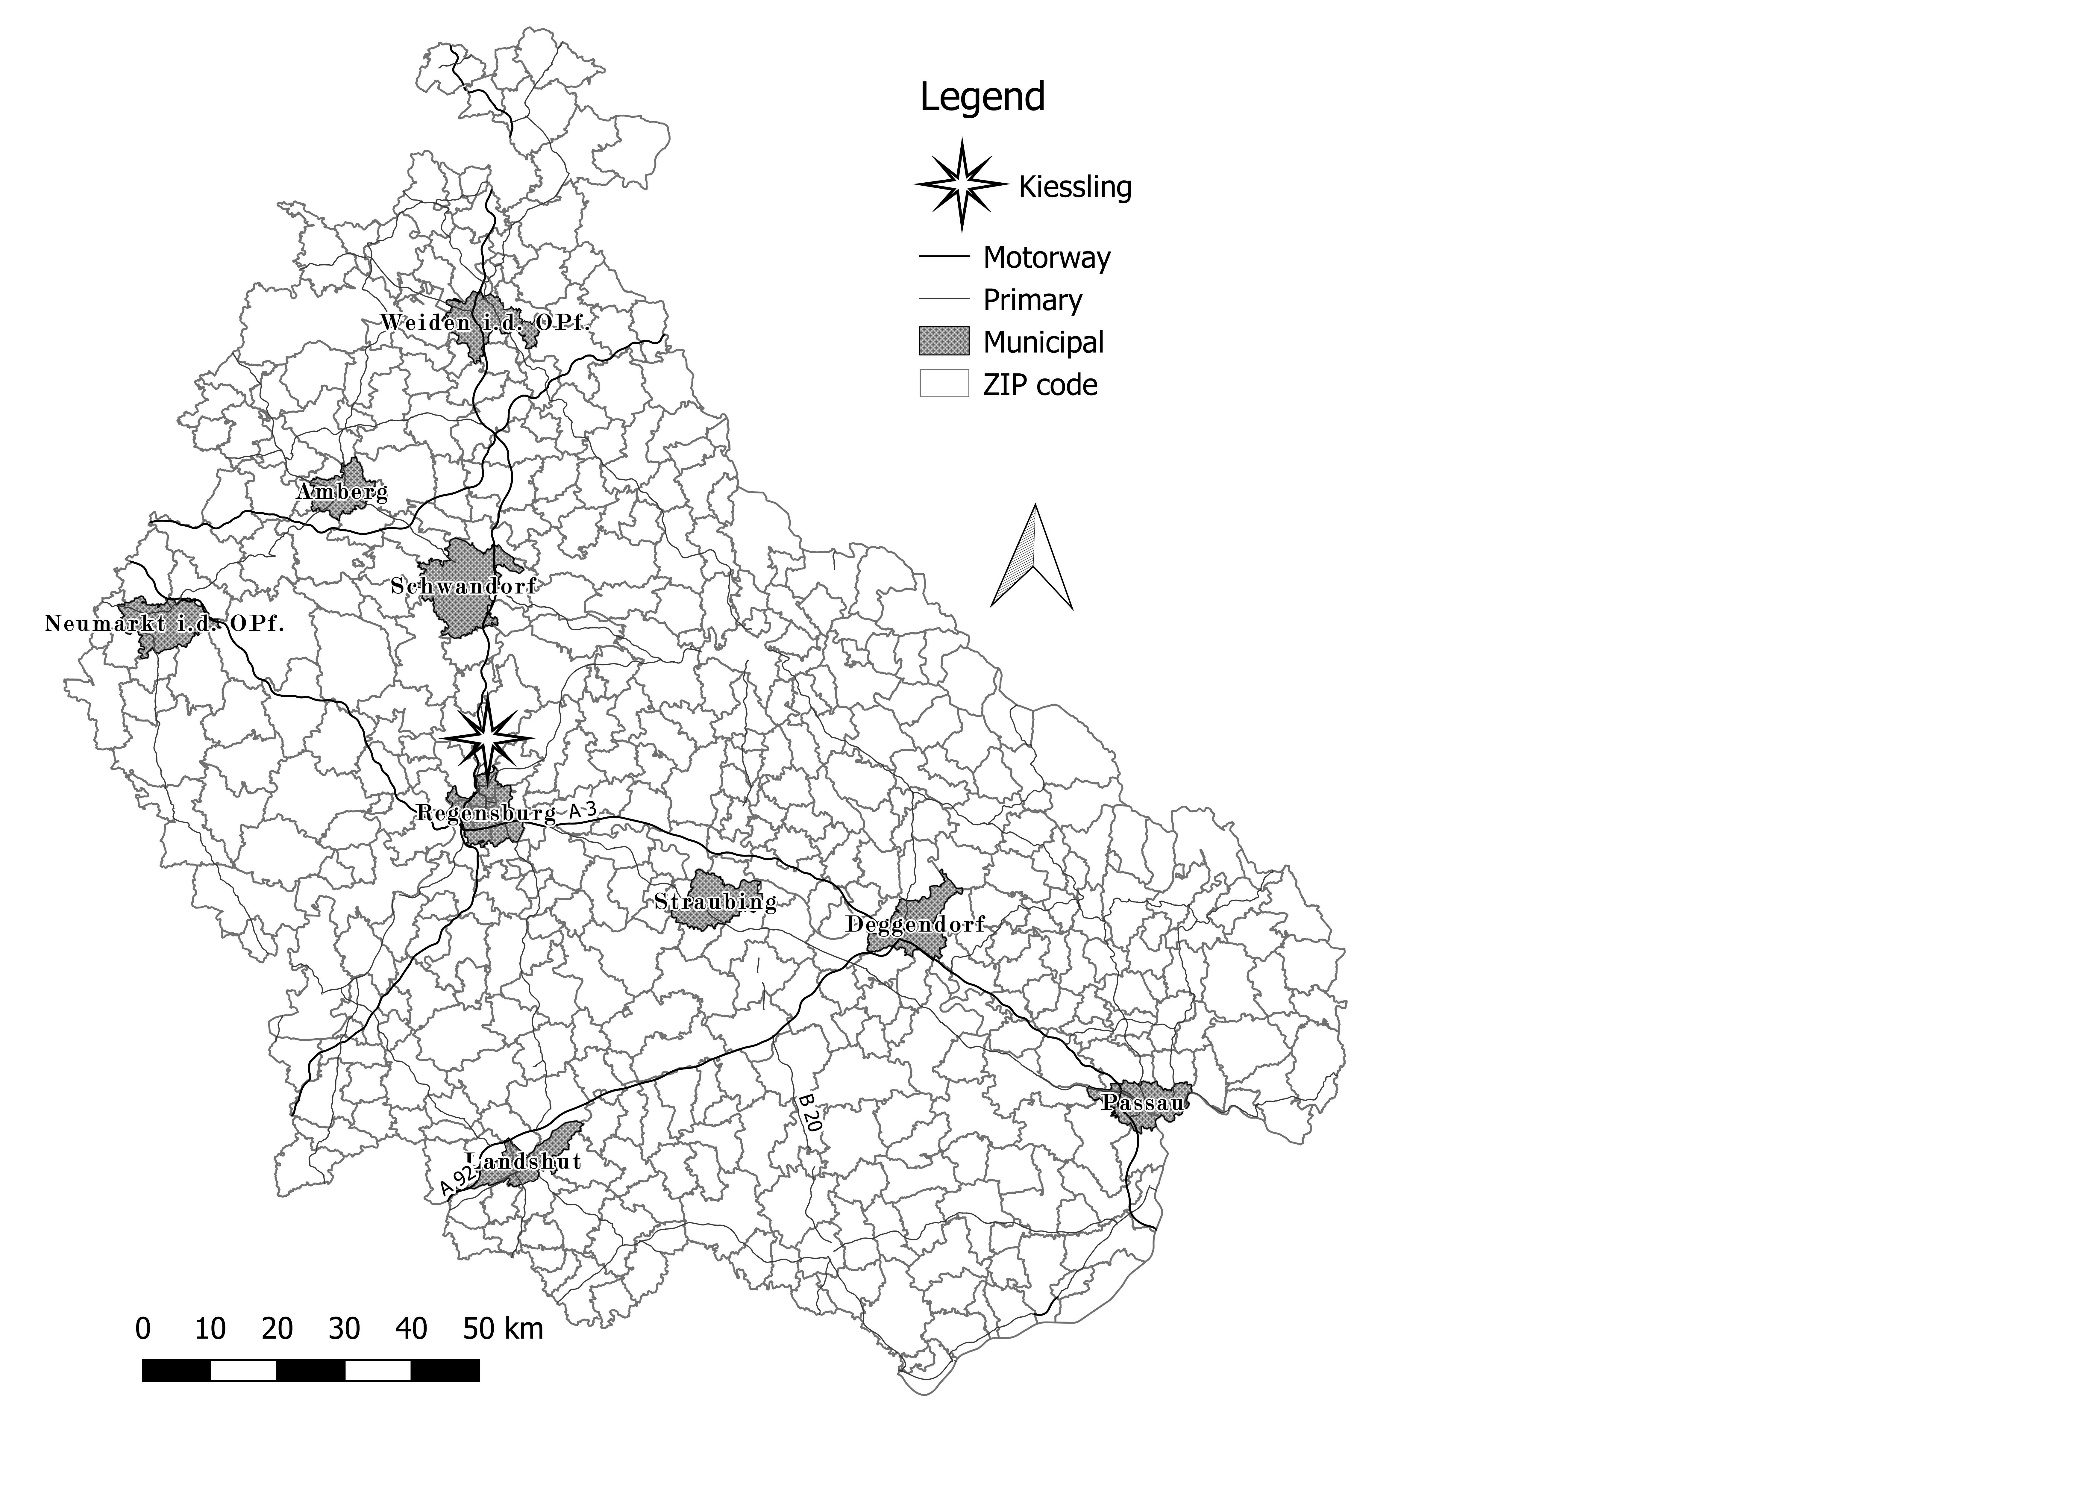 Legend
Kiessling
Motorway
Primary
Municipal
ZIP code
Weiden i.d. OPf.
Amberg
Schwandorf
Neumarkt i.d. OPf.
Regensburg
A 3
Straubing
Deggendorf
B 20
Passau
Landshut
A 92
0 10 20 30 40 50 km